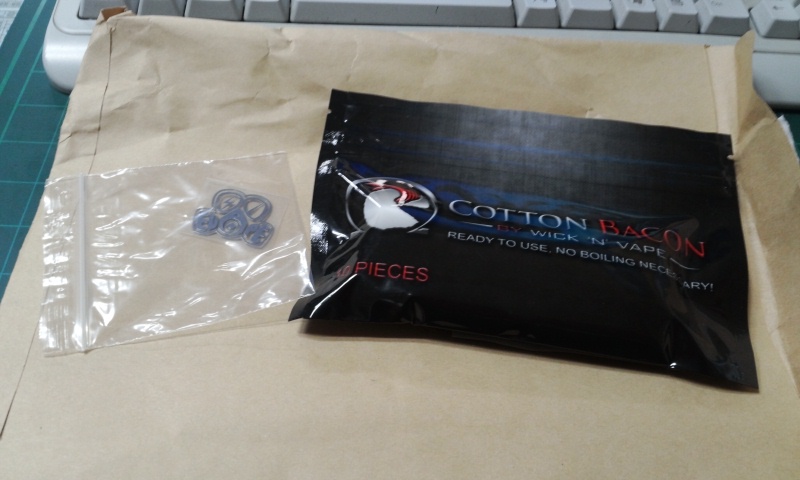 COTTON BACON
BY WICK 'N' VAPE
READY TO USE. NO BOILING NECESSARY!
PIECES